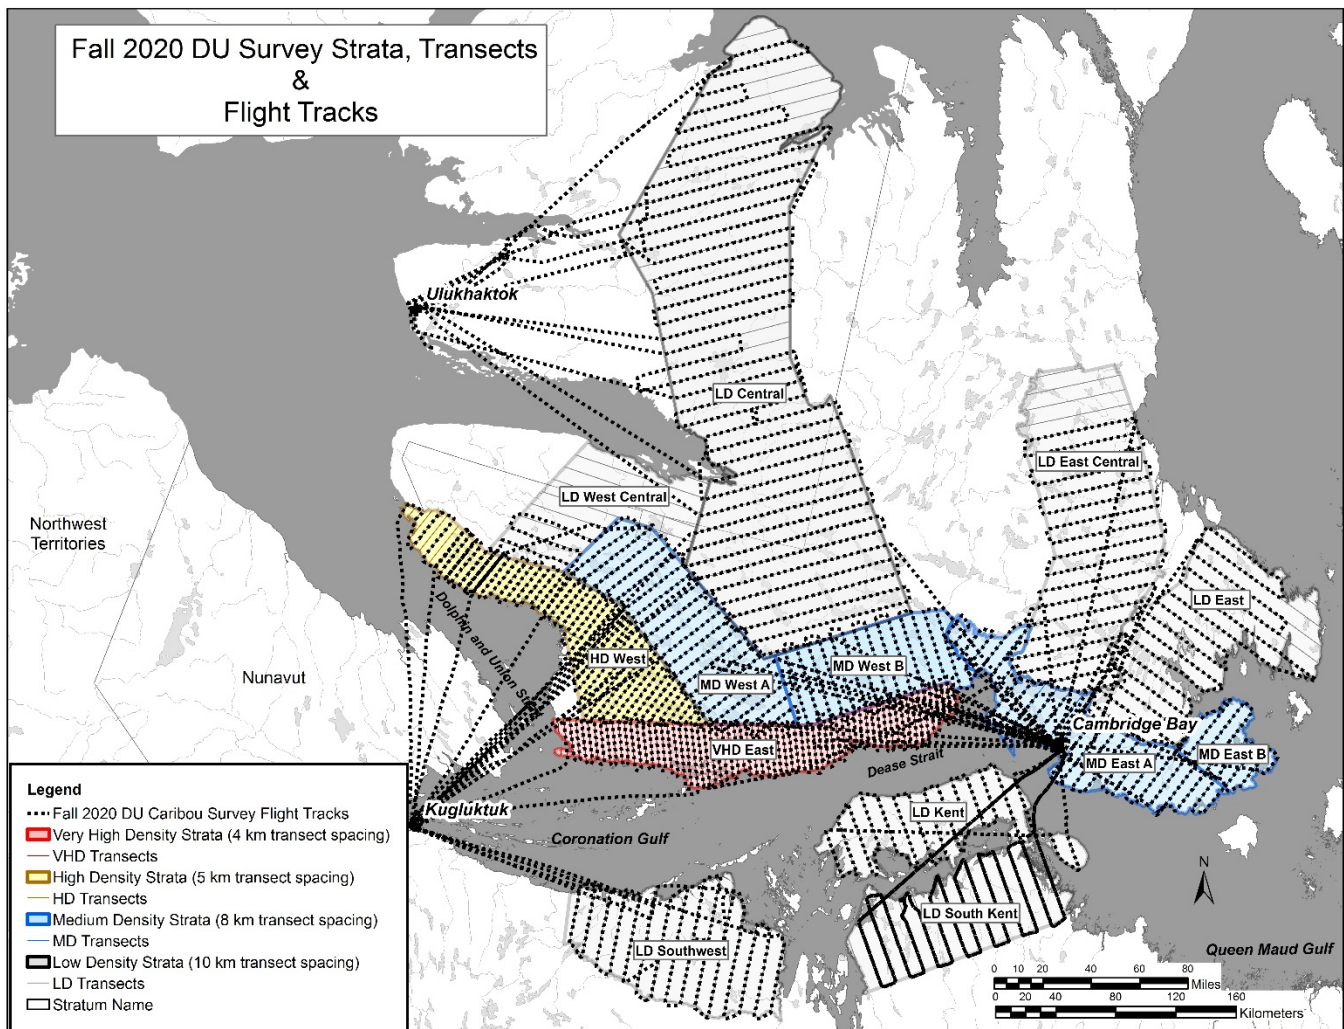 Fall 2020 DU Survey Strata, Transects
&
Flight Tracks
Ulukhaktok
LD Central
LD East Central
LD West Central
Northwest
Territories
LD East
Dolphin and Union St
HD West
MD West B
Nunavut
MD West A
Cambridge Bay
VHD East
MD East B
MD East A
Dease Strait
Kugluktuk
LD Kent
Coronation Gulf
N
LD South Kent
LD Southwest
Queen Maud Gulf
Legend
Fall 2020 DU Caribou Survey Flight Tracks
Very High Density Strata (4 km transect spacing)
VHD Transects
High Density Strata (5 km transect spacing)
HD Transects
Medium Density Strata (8 km transect spacing)
MD Transects
Low Density Strata (10 km transect spacing)
LD Transects
Stratum Name
0 10 20 40 60 80
Miles
0 20 40 80 120 160
Kilometers